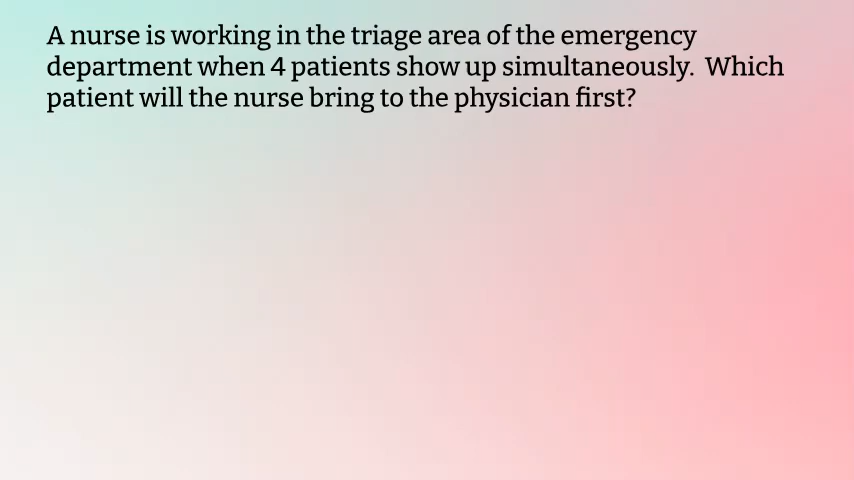 A nurse is working in the triage area of the emergency
department when 4 patients show up simultaneously.  Which
patient will the nurse bring to the physician first?